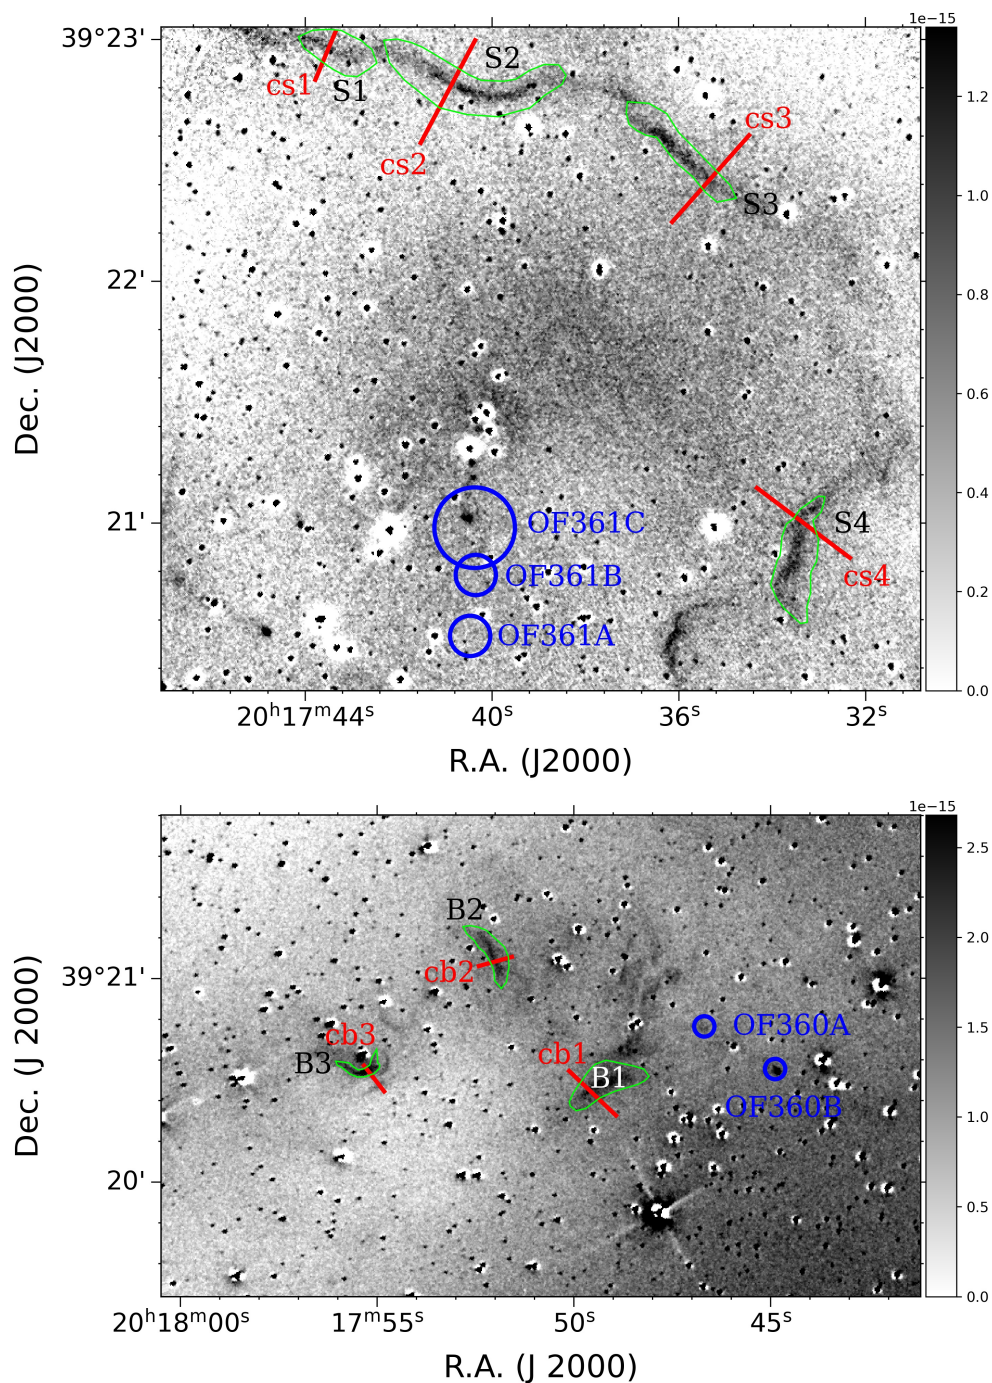 1e−15
39°23'
S2
cs1
S1
1.2
cs3
cs2
1.0
S3
22'
0.8
Dec. (J2000)
0.6
0.4
21'
OF361C
S4
OF361B
cs4
0.2
OF361A
0.0
20ʰ17ᵐ44ˢ
40ˢ
36ˢ
32ˢ
R.A. (J2000)
1e−15
2.5
B2
2.0
39°21'
cb2
OF360A
cb3
1.5
B3
cb1
B1
OF360B
Dec. (J 2000)
1.0
20'
0.5
0.0
20ʰ18ᵐ00ˢ
17ᵐ55ˢ
50ˢ
45ˢ
R.A. (J 2000)